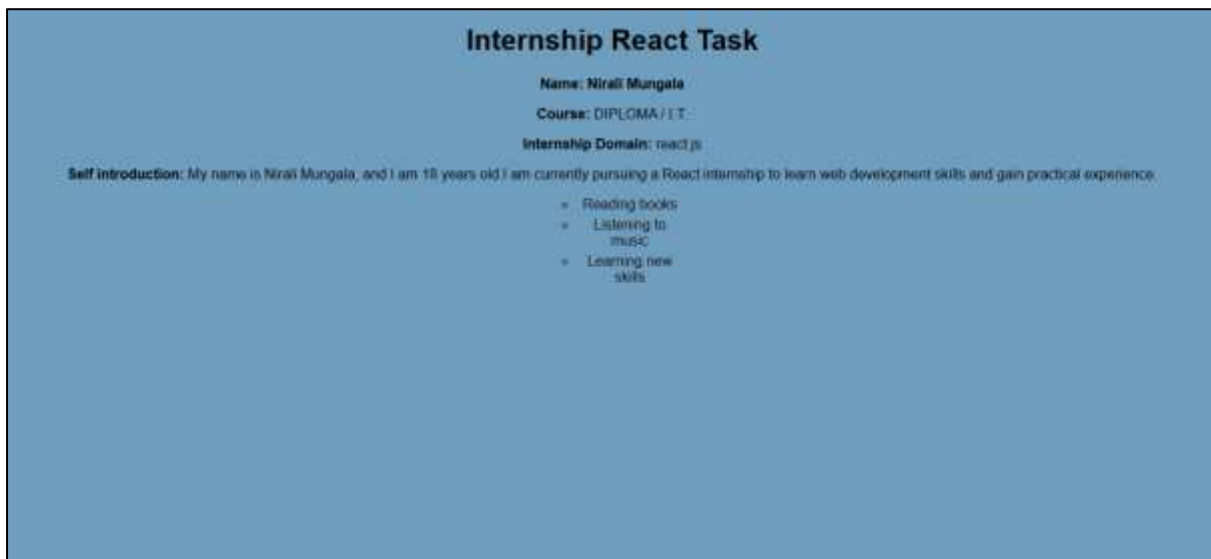 Internship React Task
Name: Nirali Mungala
Course: DIPLOMA / I.T.
Internship Domain: react js
Self introduction: My name is Nirali Mungala, and I am 18 years old I am currently pursuing a React internship to learn web development skills and gain practical experience.
Reading books
Listening to
music
Learning new
skills